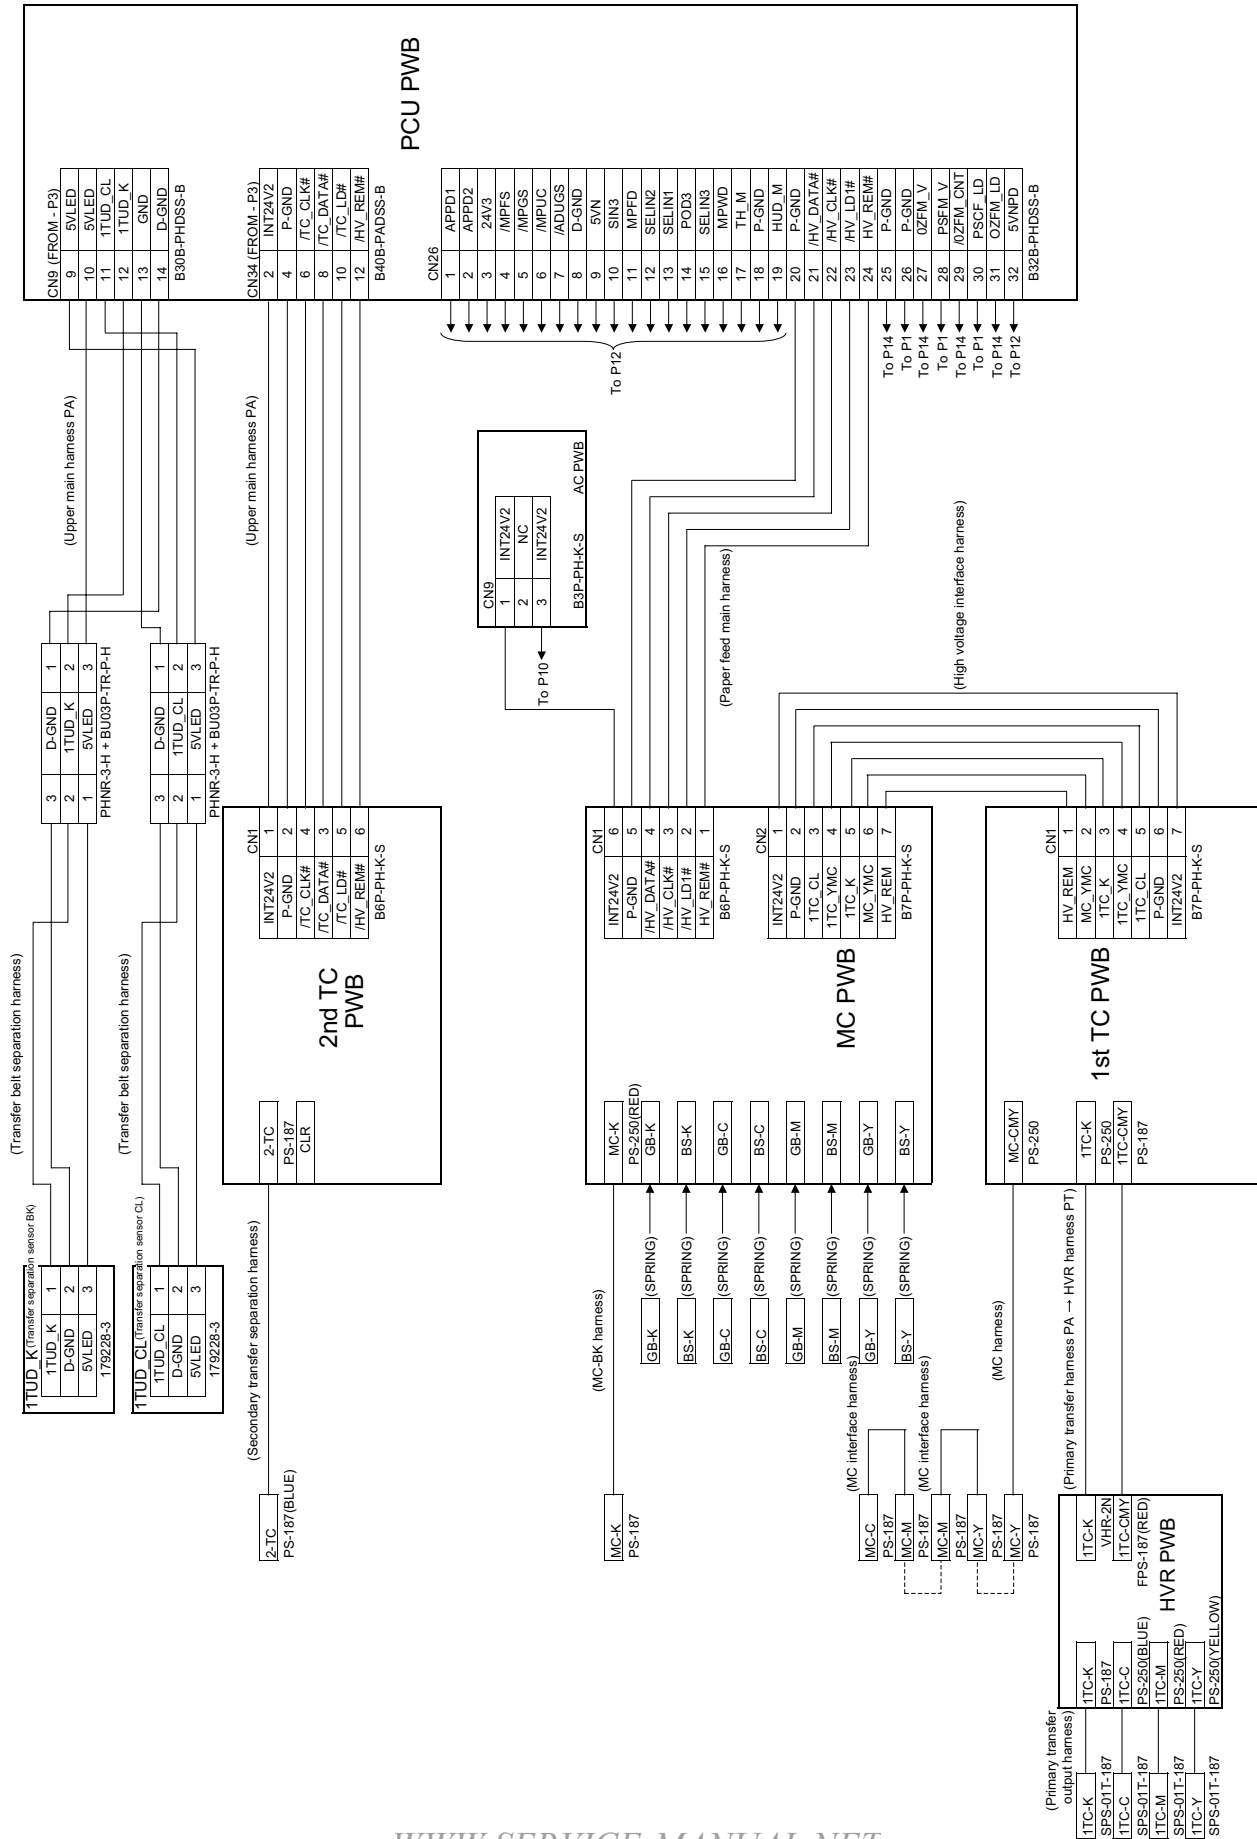 PCU PWB
CN9 (FROM - P3)
9 5VLED
10 5VLED
11 1TUD_CL
12 1TUD_K
13 GND
14 D-GND
B30B-PHDSS-B
CN34 (FROM - P3)
2 INT24V2
4 P-GND
6 /TC_CLK#
8 /TC_DATA#
10 /TC_LD#
12 /HV_REM#
B40B-PADSS-B
CN26
1 APPD1
2 APPD2
3 24V3
4 /MPFS
5 /MPGS
6 /MPUC
7 /ADUGS
8 D-GND
9 5VN
10 SIN3
11 MPFD
12 SELIN2
13 SELIN1
14 POD3
15 SELIN3
16 MPWD
17 TH_M
18 P-GND
19 HUD_M
20 P-GND
21 /HV_DATA#
22 /HV_CLK#
23 /HV_LD1#
24 HV_REM#
25 P-GND
26 P-GND
27 0ZFM_V
28 PSFM_V
29 /0ZFM_CNT
30 PSCF_LD
31 OZFM_LD
32 5VNPD
B32B-PHDSS-B
To P12
To P14
To P1
To P14
To P1
To P14
To P1
To P14
To P12
(Upper main harness PA)
(Upper main harness PA)
CN9
1 INT24V2
2 NC
3 INT24V2
B3P-PH-K-S
AC PWB
To P10
(Paper feed main harness)
(High voltage interface harness)
3 D-GND 1
2 1TUD_K 2
1 5VLED 3
PHNR-3-H + BU03P-TR-P-H
3 D-GND 1
2 1TUD_CL 2
1 5VLED 3
PHNR-3-H + BU03P-TR-P-H
(Transfer belt separation harness)
(Transfer belt separation harness)
1TUD_K(Transfer separation sensor BK)
1TUD_K 1
D-GND 2
5VLED 3
179228-3
1TUD_CL(Transfer separation sensor CL)
1TUD_CL 1
D-GND 2
5VLED 3
179228-3
2nd TC
PWB
CN1
INT24V2 1
P-GND 2
/TC_CLK# 4
/TC_DATA# 3
/TC_LD# 5
/HV_REM# 6
B6P-PH-K-S
2-TC
PS-187
CLR
(Secondary transfer separation harness)
2-TC
PS-187(BLUE)
MC PWB
CN1
INT24V2 6
P-GND 5
/HV_DATA# 4
/HV_CLK# 3
/HV_LD1# 2
HV_REM# 1
B6P-PH-K-S
CN2
INT24V2 1
P-GND 2
1TC_CL 3
1TC_YMC 4
1TC_K 5
MC_YMC 6
HV_REM 7
B7P-PH-K-S
MC-K
PS-250(RED)
GB-K
BS-K
GB-C
BS-C
GB-M
BS-M
GB-Y
BS-Y
(MC-BK harness)
MC-K
PS-187
GB-K (SPRING)
BS-K (SPRING)
GB-C (SPRING)
BS-C (SPRING)
GB-M (SPRING)
BS-M (SPRING)
GB-Y (SPRING)
BS-Y (SPRING)
(MC interface harness)
(MC interface harness)
MC-C
PS-187
MC-M
PS-187
MC-M
PS-187
MC-Y
PS-187
MC-Y
PS-187
(MC harness)
1st TC PWB
CN1
HV_REM 1
MC_YMC 2
1TC_K 3
1TC_YMC 4
1TC_CL 5
P-GND 6
INT24V2 7
B7P-PH-K-S
MC-CMY
PS-250
1TC-K
PS-250
1TC-CMY
PS-187
(Primary transfer harness PA → HVR harness PT)
HVR PWB
1TC-K
VHR-2N
1TC-CMY
FPS-187(RED)
1TC-K
PS-187
1TC-C
PS-250(BLUE)
1TC-M
PS-250(RED)
1TC-Y
PS-250(YELLOW)
(Primary transfer
output harness)
1TC-K
SPS-01T-187
1TC-C
SPS-01T-187
1TC-M
SPS-01T-187
1TC-Y
SPS-01T-187
WWW.SERVICE-MANUAL.NET